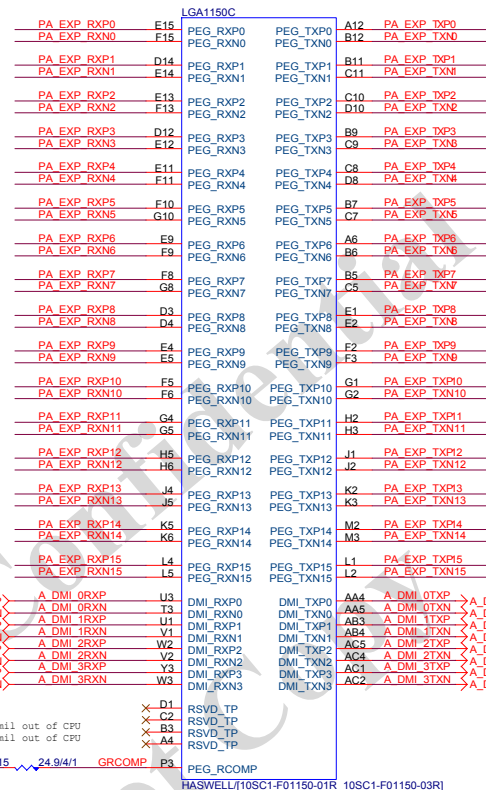 LGA1150C
PA_EXP_RXP0 E15 PEG_RXP0 PEG_TXP0 A12 PA_EXP_TXP0
PA_EXP_RXN0 F15 PEG_RXN0 PEG_TXN0 B12 PA_EXP_TXN0
PA_EXP_RXP1 D14 PEG_RXP1 PEG_TXP1 B11 PA_EXP_TXP1
PA_EXP_RXN1 E14 PEG_RXN1 PEG_TXN1 C11 PA_EXP_TXN1
PA_EXP_RXP2 E13 PEG_RXP2 PEG_TXP2 C10 PA_EXP_TXP2
PA_EXP_RXN2 F13 PEG_RXN2 PEG_TXN2 D10 PA_EXP_TXN2
PA_EXP_RXP3 D12 PEG_RXP3 PEG_TXP3 B9 PA_EXP_TXP3
PA_EXP_RXN3 E12 PEG_RXN3 PEG_TXN3 C9 PA_EXP_TXN3
PA_EXP_RXP4 E11 PEG_RXP4 PEG_TXP4 C8 PA_EXP_TXP4
PA_EXP_RXN4 F11 PEG_RXN4 PEG_TXN4 D8 PA_EXP_TXN4
PA_EXP_RXP5 F10 PEG_RXP5 PEG_TXP5 B7 PA_EXP_TXP5
PA_EXP_RXN5 G10 PEG_RXN5 PEG_TXN5 C7 PA_EXP_TXN5
PA_EXP_RXP6 E9 PEG_RXP6 PEG_TXP6 A6 PA_EXP_TXP6
PA_EXP_RXN6 F9 PEG_RXN6 PEG_TXN6 B6 PA_EXP_TXN6
PA_EXP_RXP7 F8 PEG_RXP7 PEG_TXP7 B5 PA_EXP_TXP7
PA_EXP_RXN7 G8 PEG_RXN7 PEG_TXN7 C5 PA_EXP_TXN7
PA_EXP_RXP8 D3 PEG_RXP8 PEG_TXP8 E1 PA_EXP_TXP8
PA_EXP_RXN8 D4 PEG_RXN8 PEG_TXN8 E2 PA_EXP_TXN8
PA_EXP_RXP9 E4 PEG_RXP9 PEG_TXP9 F2 PA_EXP_TXP9
PA_EXP_RXN9 E5 PEG_RXN9 PEG_TXN9 F3 PA_EXP_TXN9
PA_EXP_RXP10 F5 PEG_RXP10 PEG_TXP10 G1 PA_EXP_TXP10
PA_EXP_RXN10 F6 PEG_RXN10 PEG_TXN10 G2 PA_EXP_TXN10
PA_EXP_RXP11 G4 PEG_RXP11 PEG_TXP11 H2 PA_EXP_TXP11
PA_EXP_RXN11 G5 PEG_RXN11 PEG_TXN11 H3 PA_EXP_TXN11
PA_EXP_RXP12 H5 PEG_RXP12 PEG_TXP12 J1 PA_EXP_TXP12
PA_EXP_RXN12 H6 PEG_RXN12 PEG_TXN12 J2 PA_EXP_TXN12
PA_EXP_RXP13 J4 PEG_RXP13 PEG_TXP13 K2 PA_EXP_TXP13
PA_EXP_RXN13 J5 PEG_RXN13 PEG_TXN13 K3 PA_EXP_TXN13
PA_EXP_RXP14 K5 PEG_RXP14 PEG_TXP14 M2 PA_EXP_TXP14
PA_EXP_RXN14 K6 PEG_RXN14 PEG_TXN14 M3 PA_EXP_TXN14
PA_EXP_RXP15 L4 PEG_RXP15 PEG_TXP15 L1 PA_EXP_TXP15
PA_EXP_RXN15 L5 PEG_RXN15 PEG_TXN15 L2 PA_EXP_TXN15
A_DMI_0RXP U3 DMI_RXP0 DMI_TXP0 AA4 A_DMI_0TXP
A_DMI_0RXN T3 DMI_RXN0 DMI_TXN0 AA5 A_DMI_0TXN
A_DMI_1RXP U1 DMI_RXP1 DMI_TXP1 AB3 A_DMI_1TXP
A_DMI_1RXN V1 DMI_RXN1 DMI_TXN1 AB4 A_DMI_1TXN
A_DMI_2RXP W2 DMI_RXP2 DMI_TXP2 AC5 A_DMI_2TXP
A_DMI_2RXN V2 DMI_RXN2 DMI_TXN2 AC4 A_DMI_2TXN
A_DMI_3RXP Y3 DMI_RXP3 DMI_TXP3 AC1 A_DMI_3TXP
A_DMI_3RXN W3 DMI_RXN3 DMI_TXN3 AC2 A_DMI_3TXN
D1 RSVD_TP
C2 RSVD_TP
mil out of CPU B3 RSVD_TP
mil out of CPU A4 RSVD_TP
15 24.9/4/1 GRCOMP P3 PEG_RCOMP
HASWELL/[10SC1-F01150-01R_10SC1-F01150-03R]
Confidential
Copy